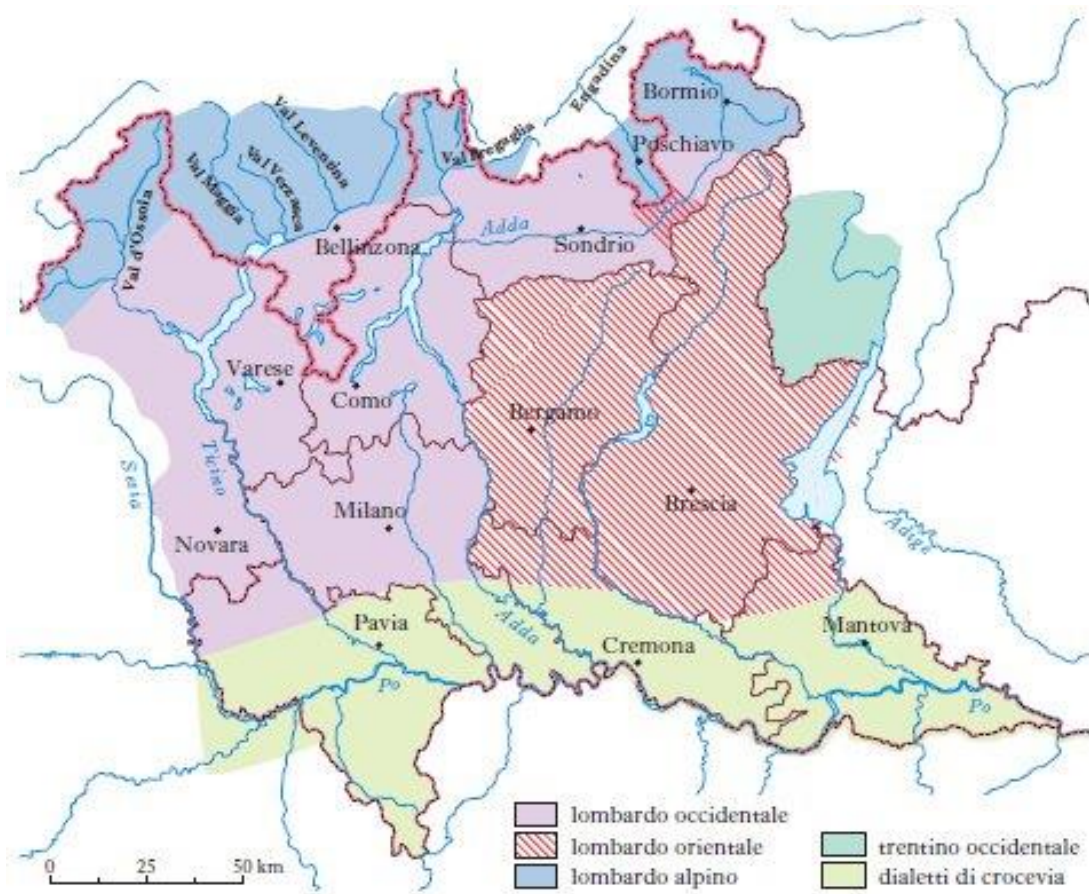 Engadina
Bormio
Val Leventina
Poschiavo
Val Bregaglia
Val Verzasca
Val Maggia
Val d'Ossola
Adda
Bellinzona
Sondrio
Varese
Como
Bergamo
Ticino
Sesia
Brescia
Milano
Novara
Adige
Pavia
Adda
Mantova
Cremona
Po
Po
lombardo occidentale
lombardo orientale
trentino occidentale
lombardo alpino
dialetti di crocevia
0 25 50 km